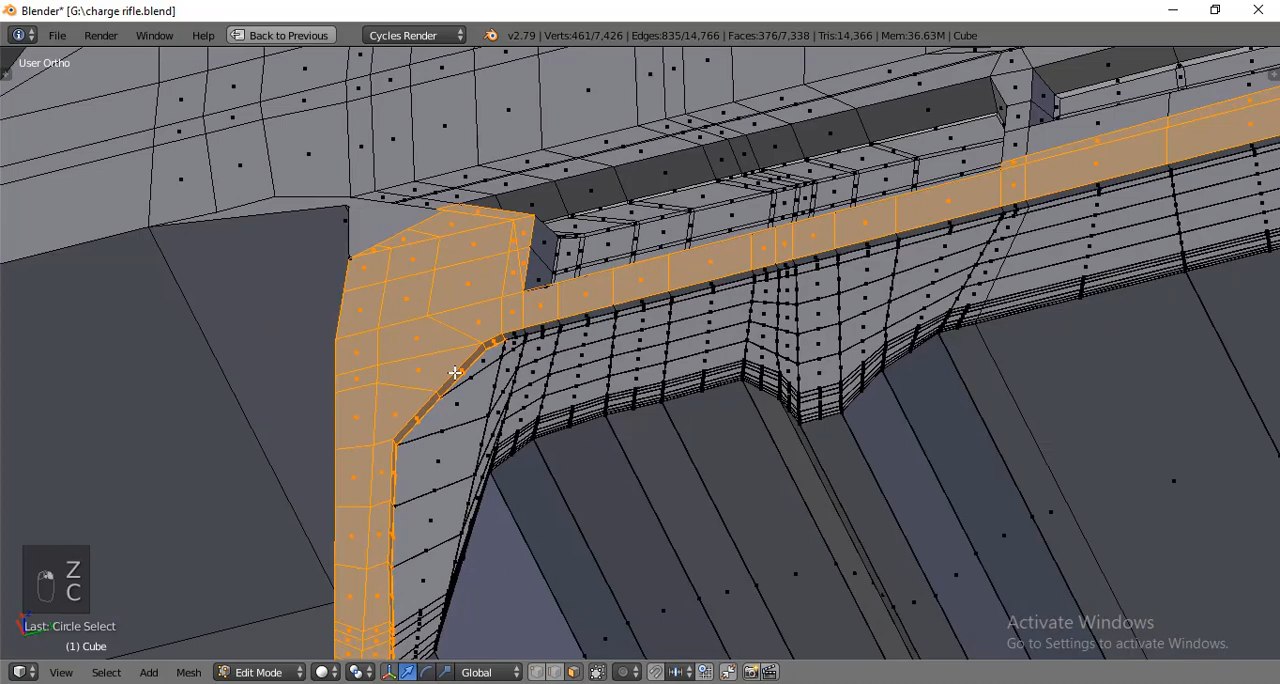 Blender* [G:\charge rifle.blend]
File Render Window Help Back to Previous Cycles Render v2.79 | Verts:461/7,426 | Edges:835/14,766 | Faces:376/7,338 | Tris:14,366 | Mem:36.63M | Cube
User Ortho
Z
C
Last: Circle Select
(1) Cube
Activate Windows
Go to Settings to activate Windows.
View Select Add Mesh Edit Mode Global